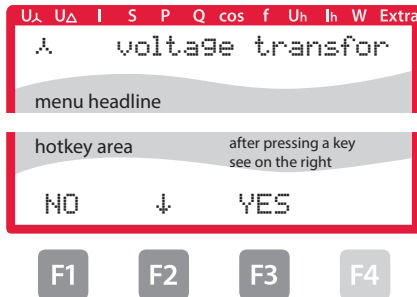 U⅄ U△ I S P Q cos f Uh Ih W Extra
⅄ voltage transfor
menu headline
hotkey area
after pressing a key
see on the right
NO ↓ YES
F1 F2 F3 F4